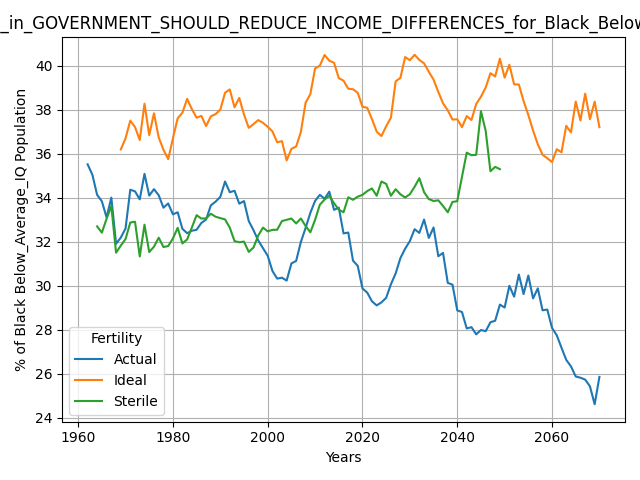 _in_GOVERNMENT_SHOULD_REDUCE_INCOME_DIFFERENCES_for_Black_Below
% of Black Below_Average_IQ Population
40
38
36
34
32
30
28
26
24
Fertility
Actual
Ideal
Sterile
1960 1980 2000 2020 2040 2060
Years